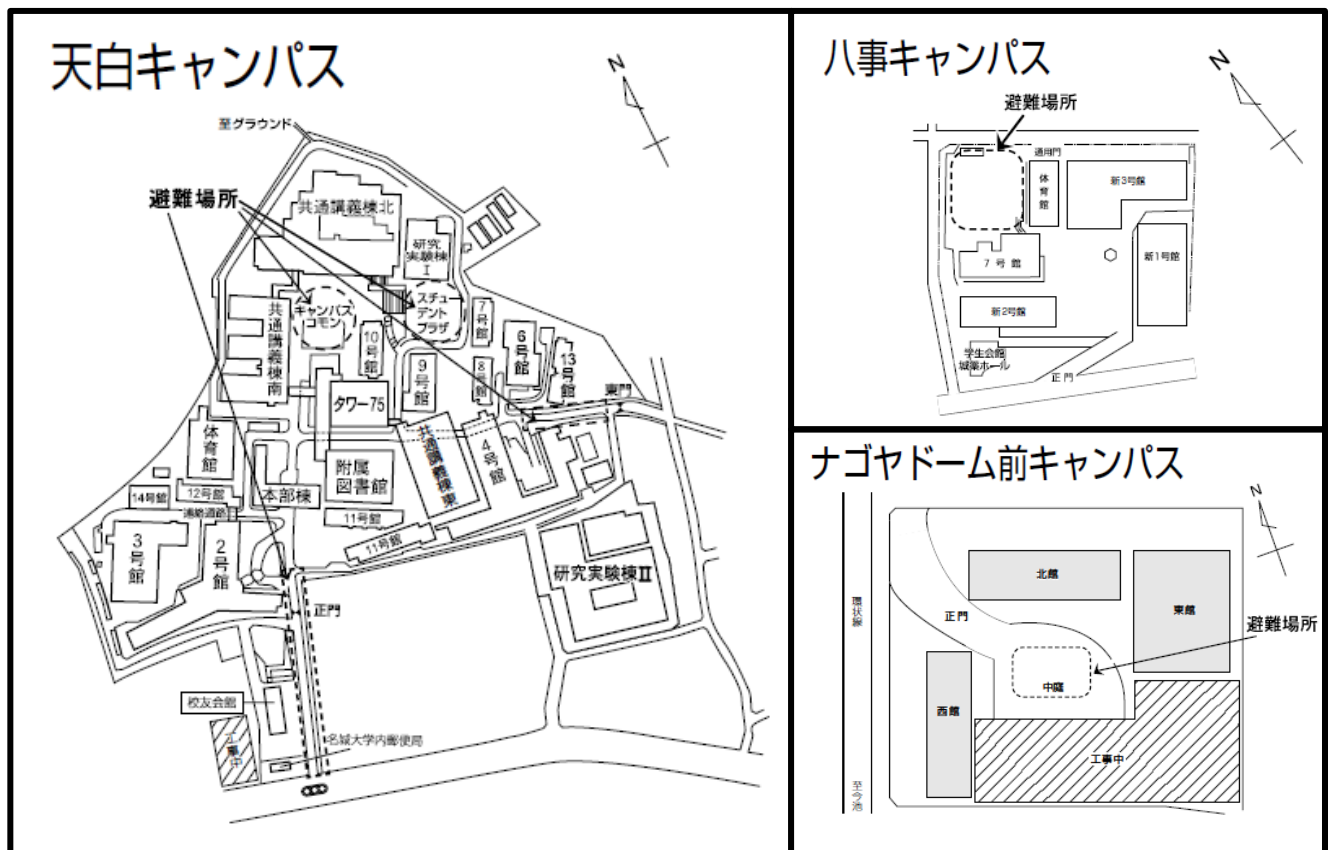 天白キャンパス
N
至グラウンド
避難場所
共通講義棟北
研究
実験棟
I
キャンパス
コモン
スチュー
デント
プラザ
7号館
共通講義棟南
10号館
9号館
8号館
6号館
13号館
東門
タワー75
体育館
共通講義棟東
4号館
附属
図書館
本部棟
14号館
12号館
連絡通路
11号館
11号館
3号館
2号館
研究実験棟Ⅱ
正門
校友会館
工事中
名城大学内郵便局
八事キャンパス
N
避難場所
通用門
体育館
新3号館
7号館
新1号館
新2号館
学生会館
城薬ホール
正門
ナゴヤドーム前キャンパス
N
環状線
北館
東館
正門
避難場所
中庭
西館
工事中
至今池